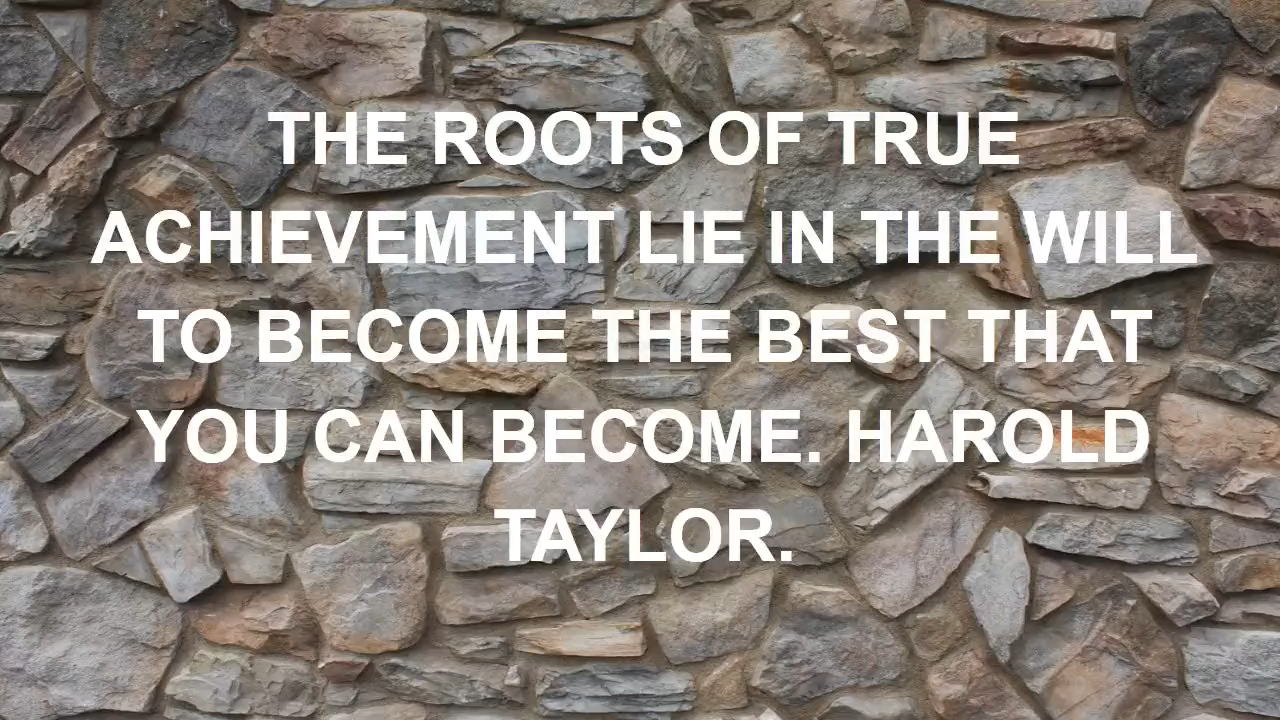 THE ROOTS OF TRUE
ACHIEVEMENT LIE IN THE WILL
TO BECOME THE BEST THAT
YOU CAN BECOME. HAROLD
TAYLOR.